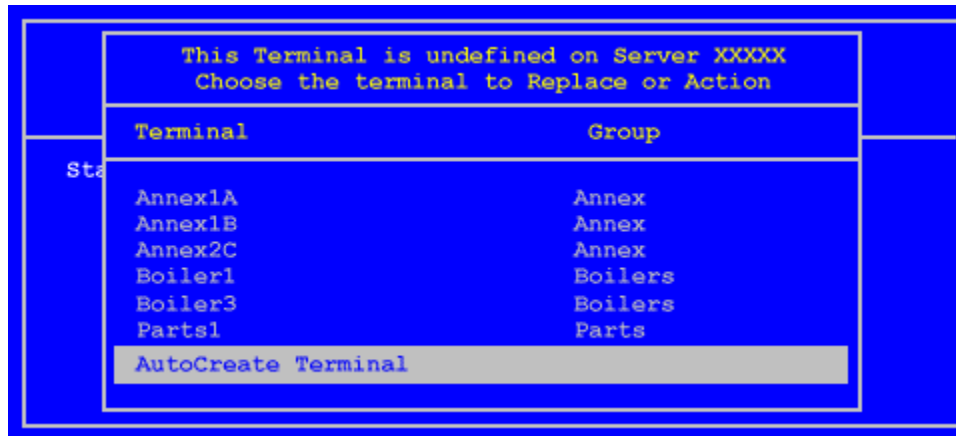 This Terminal is undefined on Server XXXXX
Choose the terminal to Replace or Action
Terminal Group
Sta
Annex1A Annex
Annex1B Annex
Annex2C Annex
Boiler1 Boilers
Boiler3 Boilers
Parts1 Parts
AutoCreate Terminal